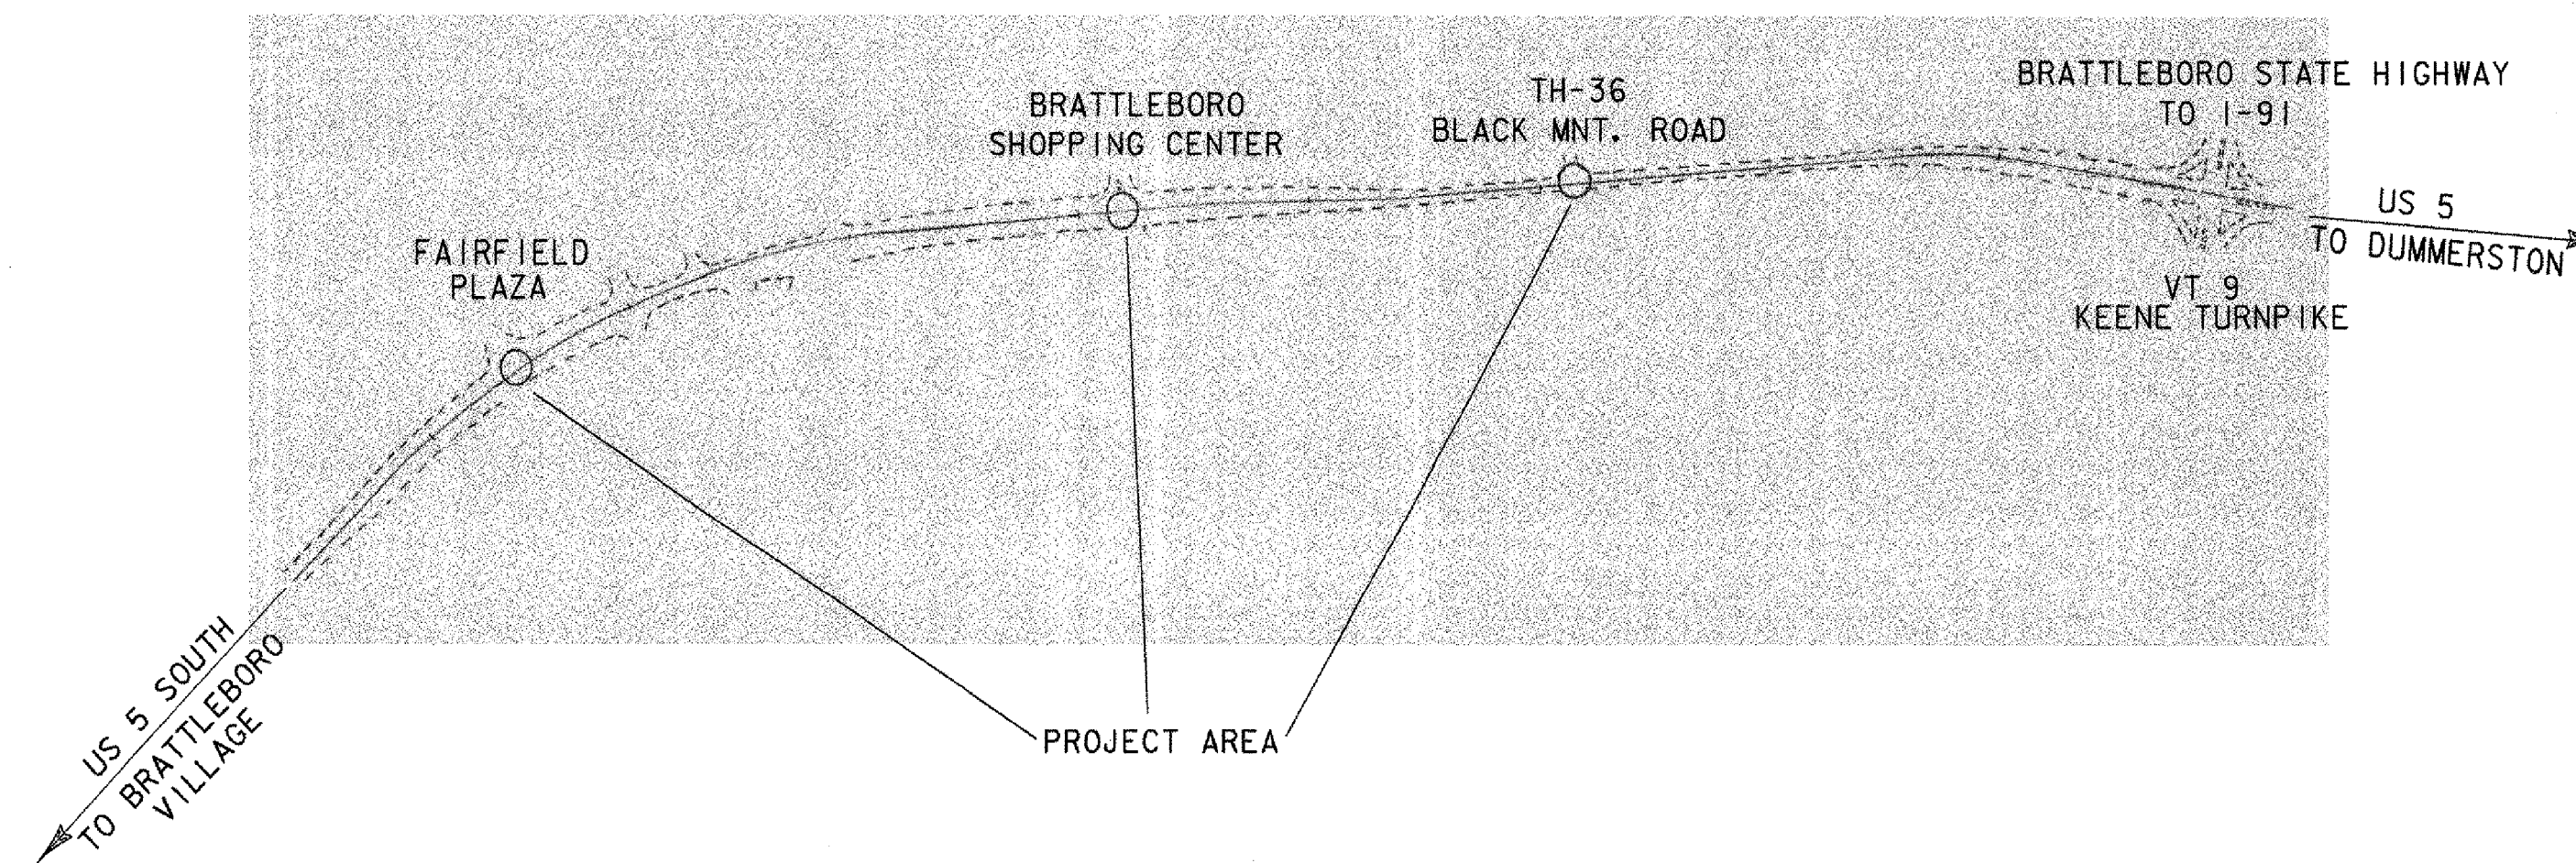 BRATTLEBORO STATE HIGHWAY
TO I-91
TH-36
BLACK MNT. ROAD
BRATTLEBORO
SHOPPING CENTER
US 5
TO DUMMERSTON
FAIRFIELD
PLAZA
VT 9
KEENE TURNPIKE
US 5 SOUTH
TO BRATTLEBORO
VILLAGE
PROJECT AREA